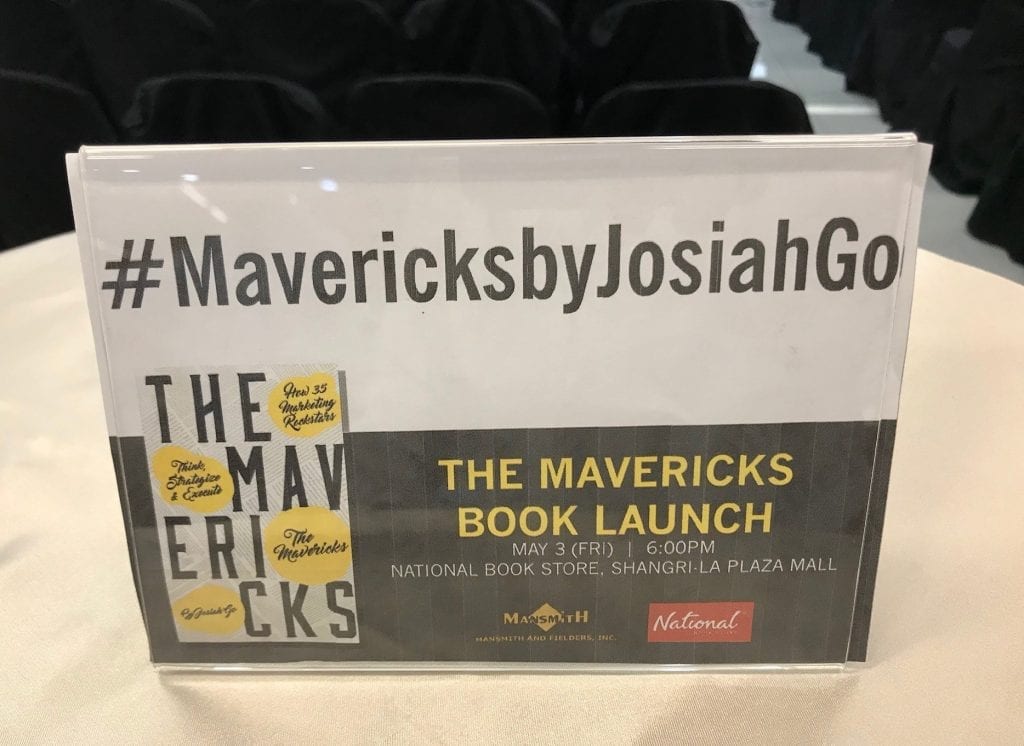 #MavericksbyJosiahGo
THE
MAV
ERI
CKS
How 35
Marketing
Rockstars
Think,
Strategize
& Execute
The
Mavericks
By Josiah Go
THE MAVERICKS
BOOK LAUNCH
MAY 3 (FRI) | 6:00PM
NATIONAL BOOK STORE, SHANGRI-LA PLAZA MALL
MANSMITH
MANSMITH AND FIELDERS, INC.
National